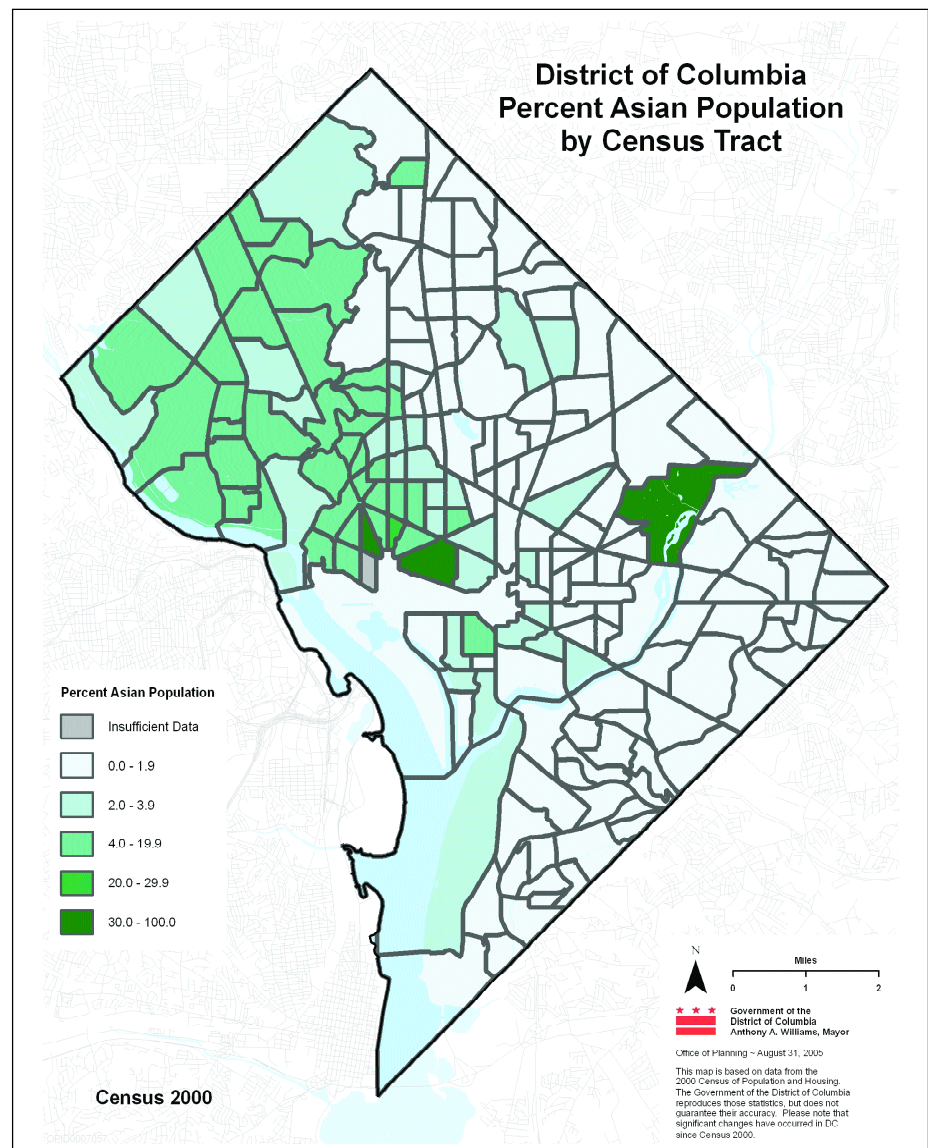 District of Columbia
Percent Asian Population
by Census Tract
Percent Asian Population
Insufficient Data
0.0 - 1.9
2.0 - 3.9
4.0 - 19.9
20.0 - 29.9
30.0 - 100.0
N
Miles
0 1 2
Government of the
District of Columbia
Anthony A. Williams, Mayor
Office of Planning ~ August 31, 2005
This map is based on data from the
2000 Census of Population and Housing.
The Government of the District of Columbia
reproduces those statistics, but does not
guarantee their accuracy. Please note that
significant changes have occurred in DC
since Census 2000.
Census 2000